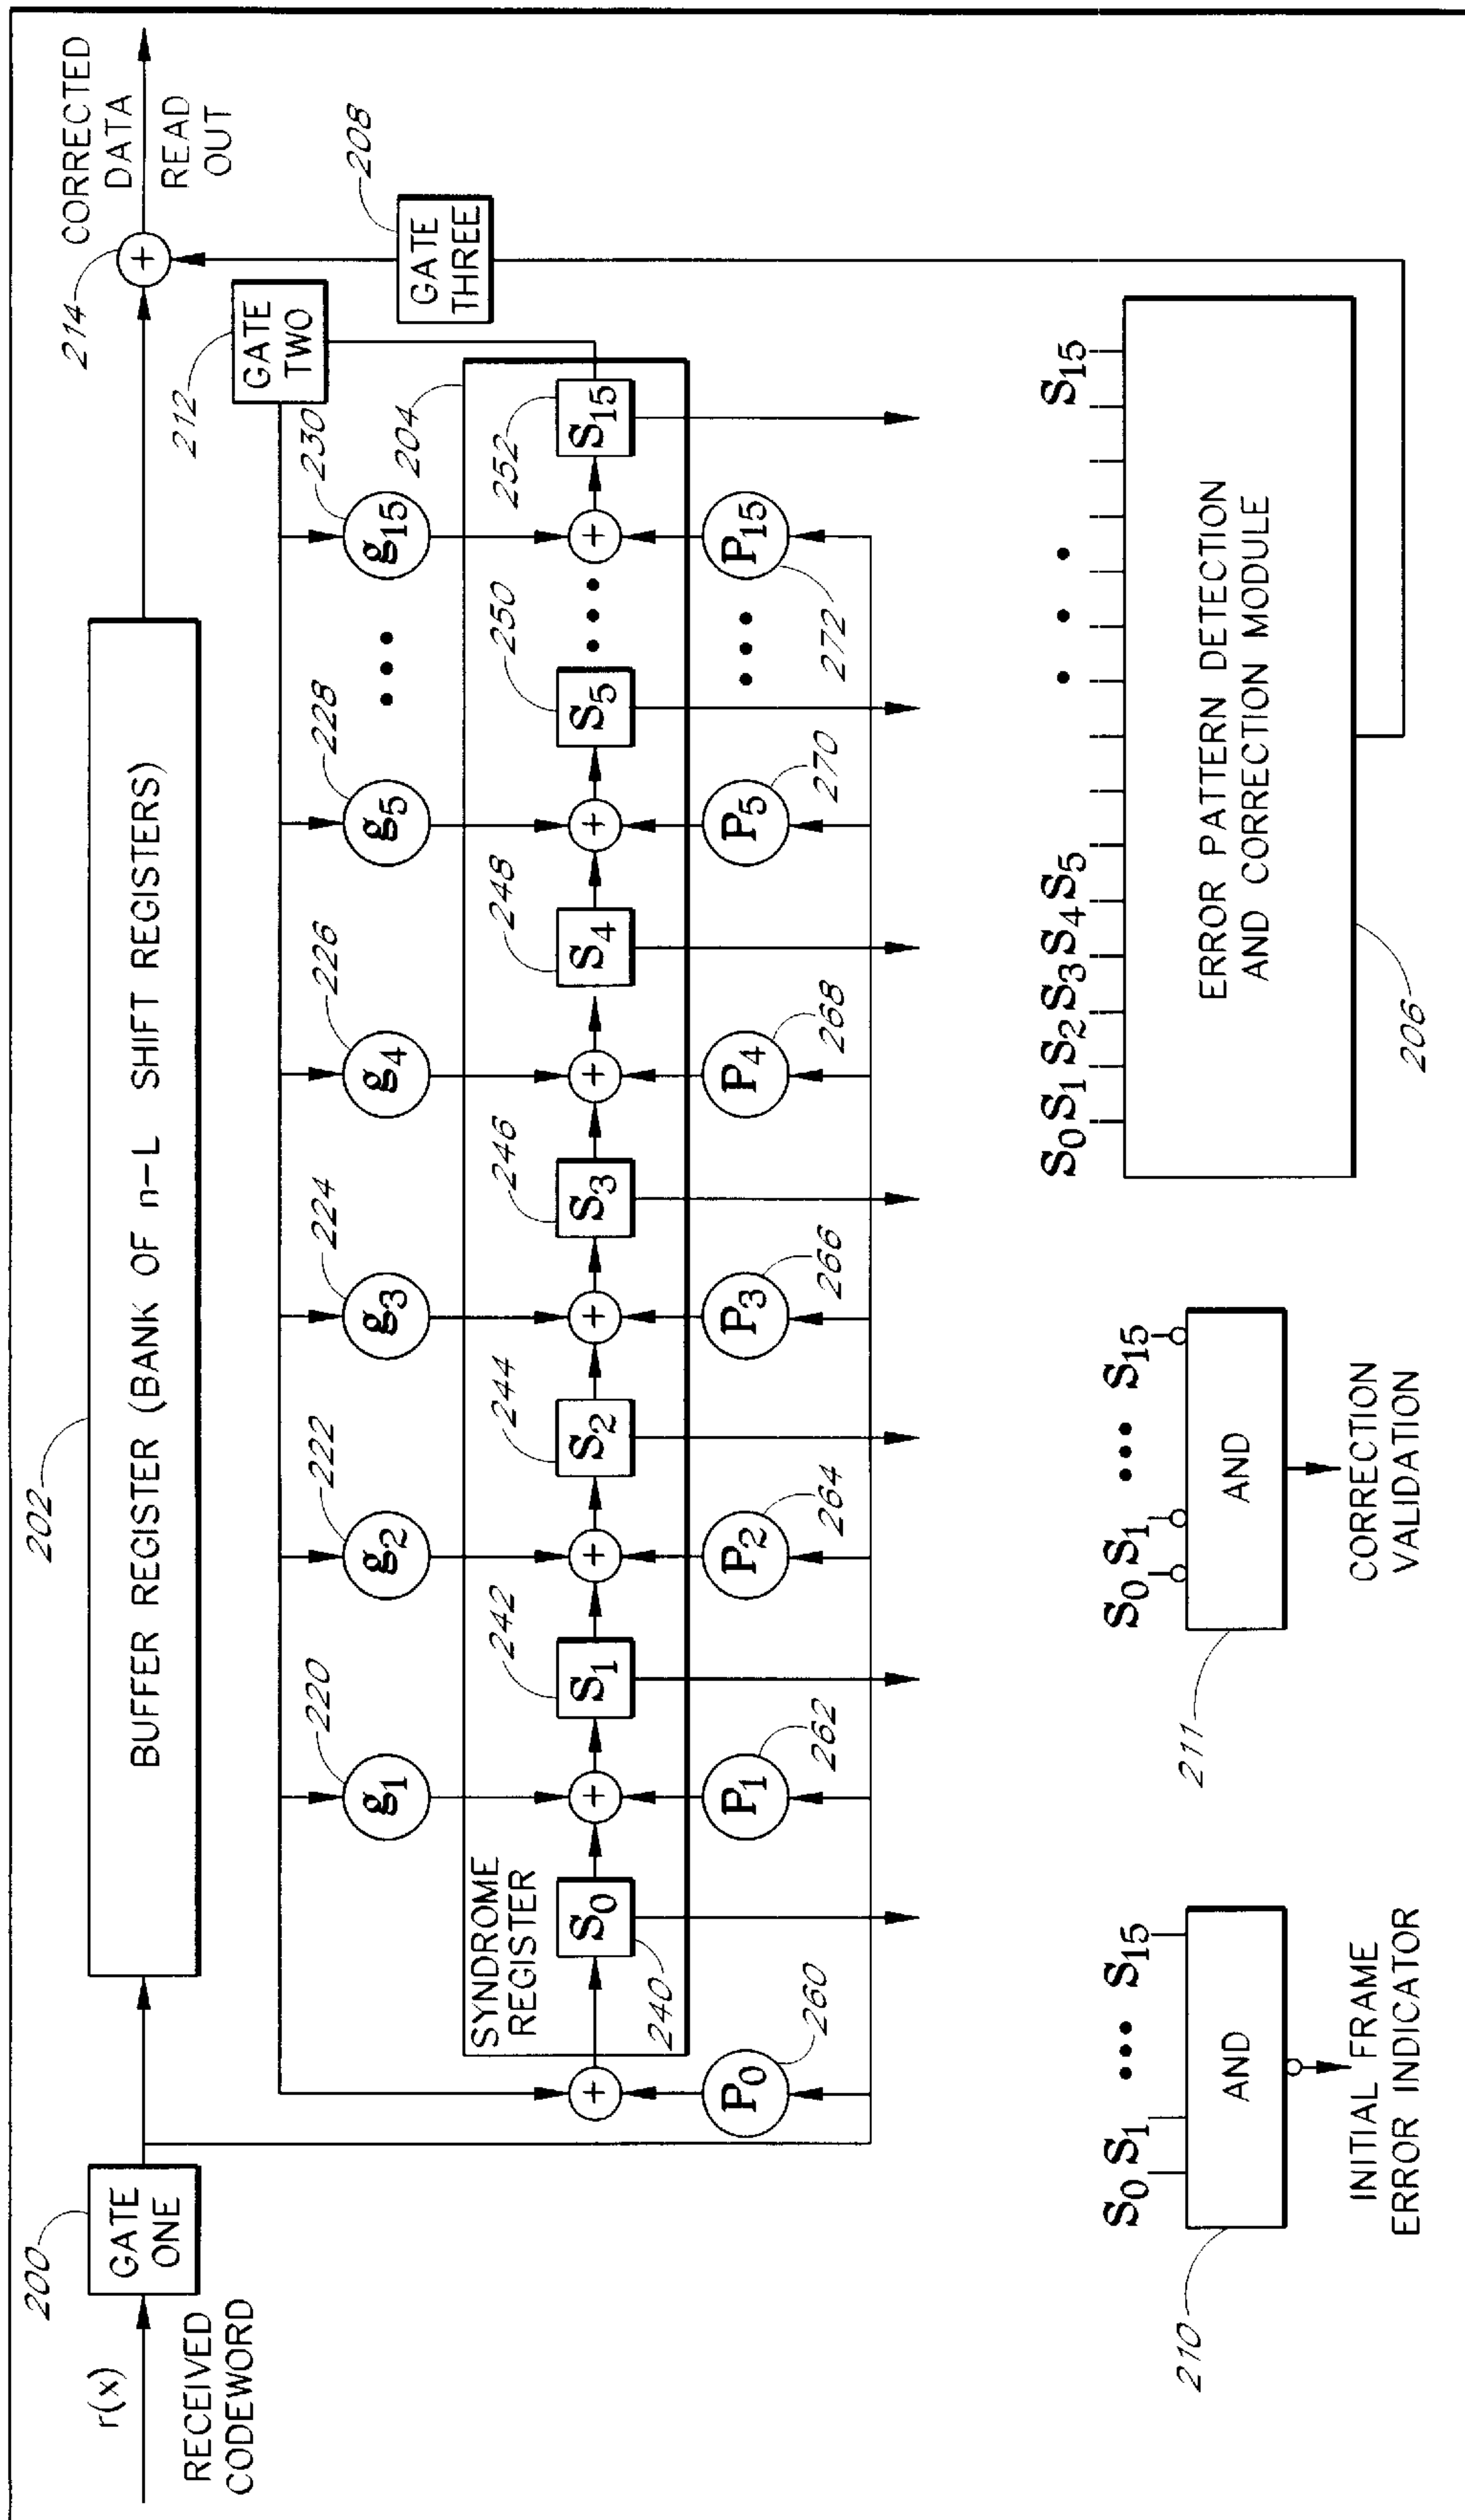 200
GATE
ONE
r(x)
RECEIVED
CODEWORD
202
BUFFER REGISTER (BANK OF n-L SHIFT REGISTERS)
214
+
CORRECTED
DATA
READ
OUT
212
GATE
TWO
208
GATE
THREE
220
222
224
226
228
230
g1
g2
g3
g4
g5
•••
g15
204
SYNDROME
REGISTER
242
244
246
248
250
252
+
S0
+
S1
+
S2
+
S3
+
S4
+
S5
•••
+
S15
240
P0
P1
P2
P3
P4
P5
•••
P15
260
262
264
266
268
270
272
S0 S1 ••• S15
AND
210
INITIAL FRAME
ERROR INDICATOR
S0 S1 ••• S15
AND
211
CORRECTION
VALIDATION
S0 S1 S2 S3 S4 S5 • • • S15
ERROR PATTERN DETECTION
AND CORRECTION MODULE
206